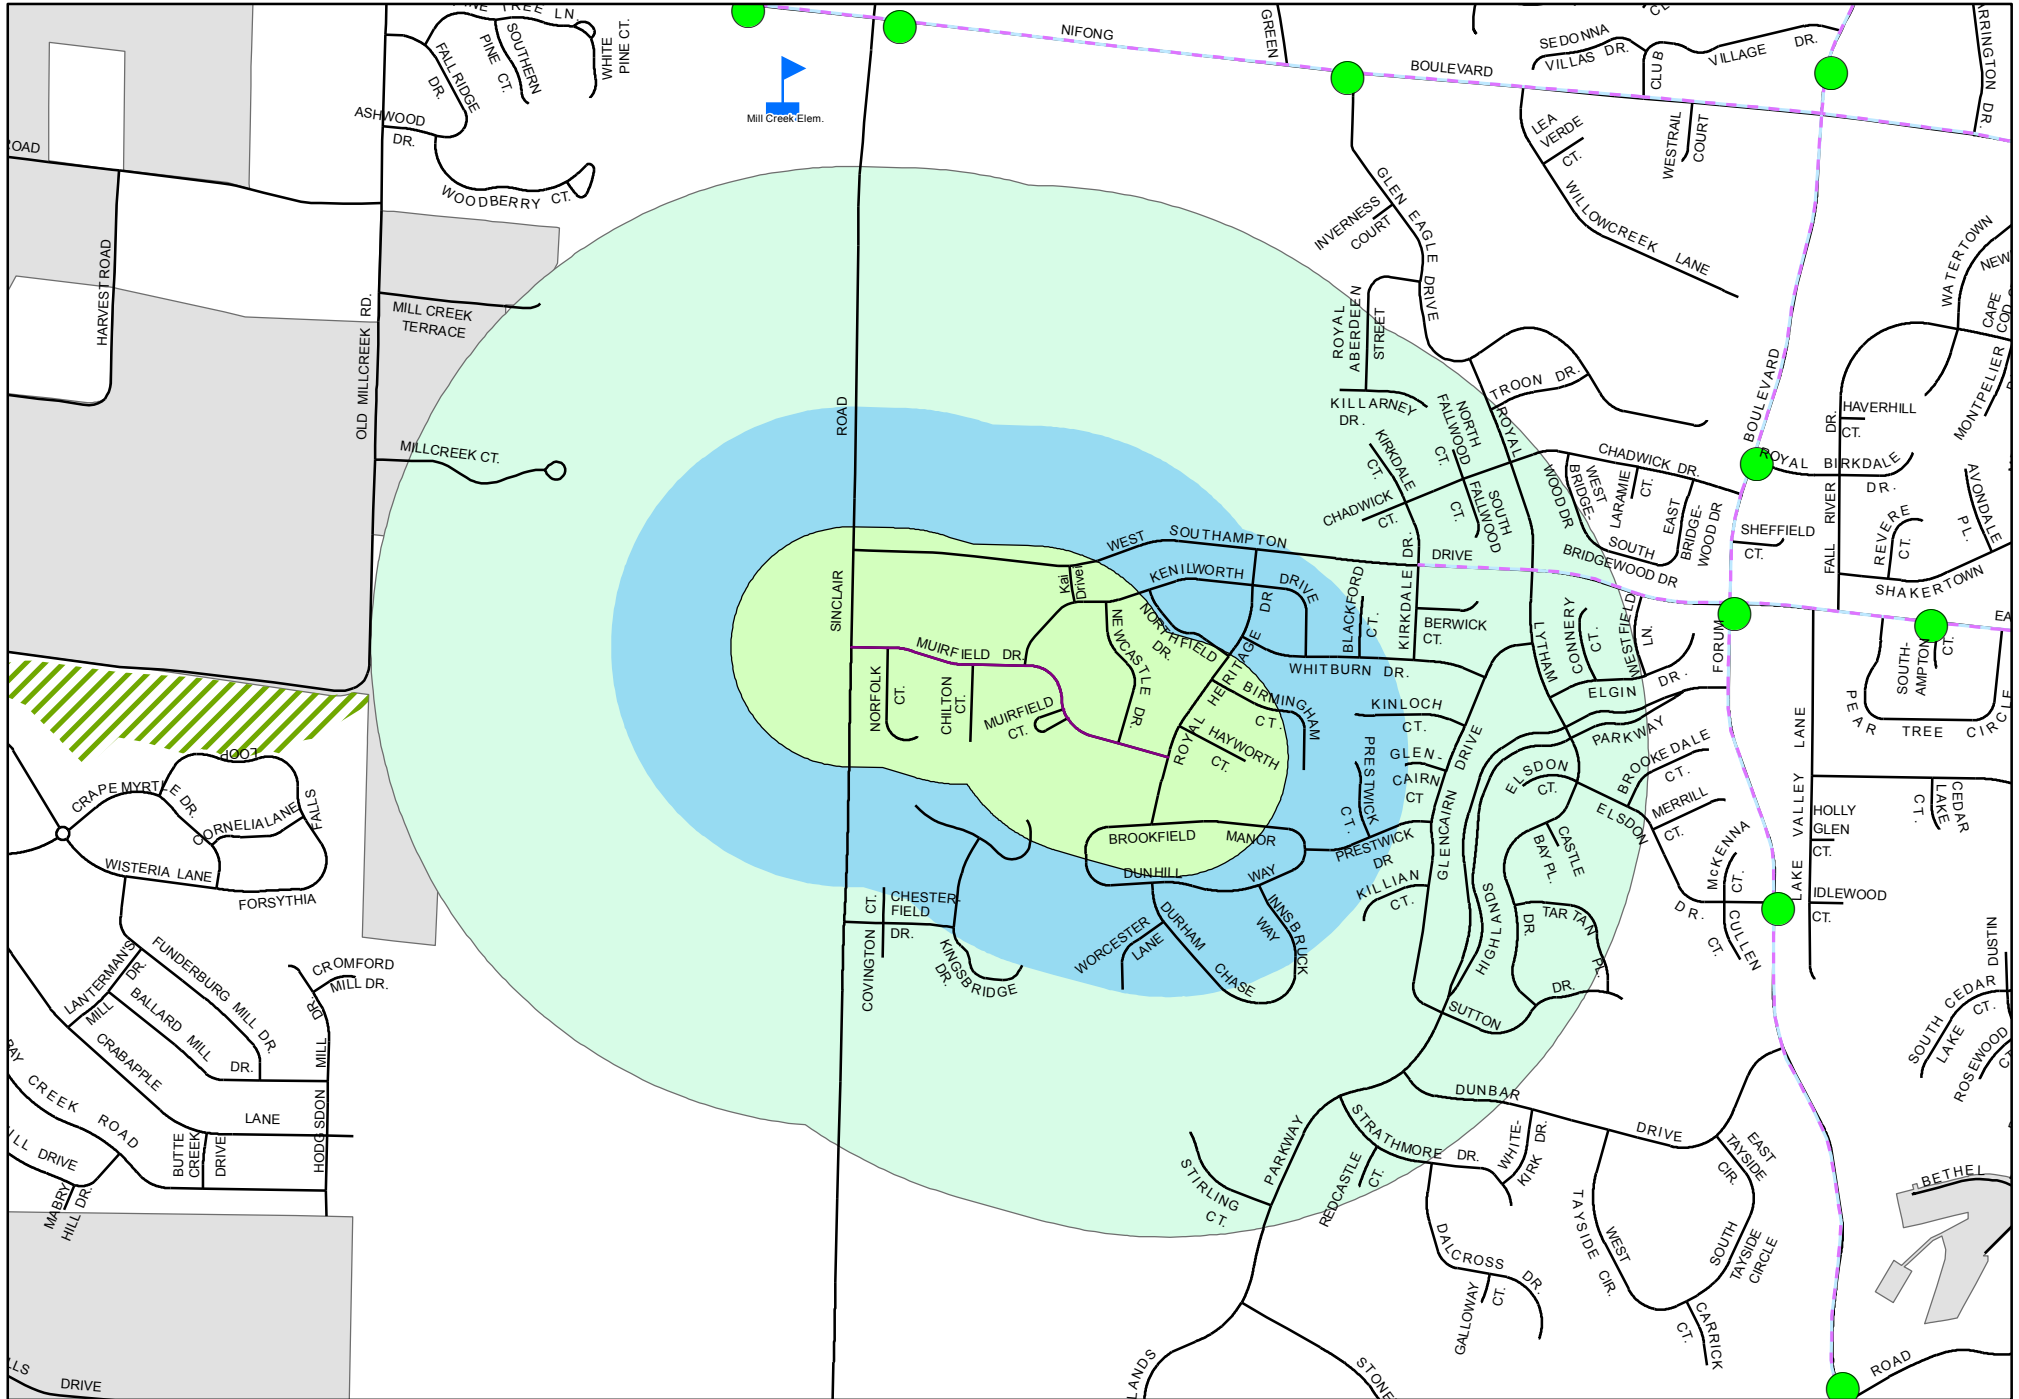 PINE TREE LN.
FALL RIDGE
DR.
PINE CT.
SOUTHERN
WHITE
PINE CT.
ASHWOOD
DR.
WOODBERRY CT.
OAD
HARVEST ROAD
OLD MILLCREEK RD.
MILL CREEK
TERRACE
MILLCREEK CT.
Mill Creek Elem.
NIFONG
BOULEVARD
GREEN
SEDONNA
VILLAS DR.
CLUB
VILLAGE DR.
CL
RRINGTON DR.
LEA
VERDE
CT.
WESTRAIL
COURT
WILLOWCREEK LANE
GLEN EAGLE DRIVE
INVERNESS
COURT
ROYAL
ABERDEEN
STREET
KILLARNEY
DR.
TROON DR.
ROYAL
LYTHAM
NORTH
FALLWOOD
CT.
KIRKDALE
CT.
CHADWICK
CT.
SOUTH
FALLWOOD
CT.
CHADWICK DR.
WEST
BRIDGE-
WOOD DR
LARAMIE
CT.
EAST
BRIDGE-
WOOD DR
SOUTH
BRIDGEWOOD DR
BOULEVARD
FORUM
WATERTOWN
NEW
CAPE
COD
MONTPELIER
HAVERHILL
CT.
ROYAL BIRKDALE
DR.
FALL RIVER DR.
REVERE
CT.
AVONDALE
PL.
SHEFFIELD
CT.
SHAKERTOWN
EA
ROAD
SINCLAIR
WEST SOUTHAMPTON
DRIVE
Kai
Drive
KENILWORTH
DRIVE
NORTHFIELD
DR.
NEWCASTLE DR.
ROYAL HERITAGE
DR
BLACKFORD
CT.
KIRKDALE DR.
BERWICK
CT.
WHITBURN DR.
BIRMINGHAM
CT.
HAYWORTH
CT.
MUIRFIELD DR.
MUIRFIELD
CT.
NORFOLK
CT.
CHILTON
CT.
CONNERY
CT.
WESTFIELD
LN.
ELGIN DR.
KINLOCH
CT.
GLEN-
CAIRN
CT
GLENCAIRN DRIVE
PRESTWICK
CT.
PRESTWICK
DR
KILLIAN
CT.
PARKWAY
ELSDON
CT.
BROOKEDALE
CT.
MERRILL
CT.
ELSDON
DR.
McKENNA
CT.
CULLEN
CT.
CASTLE
BAY PL.
HIGHLANDS
DR.
TARTAN
PL.
SUTTON
DR.
LAKE VALLEY LANE
SOUTH-
AMPTON
CT.
PEAR TREE CIRCLE
HOLLY
GLEN
CT.
CEDAR
LAKE
CT.
IDLEWOOD
CT.
DUSTIN
SOUTH CEDAR
LAKE
CT.
ROSEWOOD
CT
BROOKFIELD MANOR
DUNHILL
WAY
INNSBRUCK
WAY
DURHAM
CHASE
WORCESTER
LANE
CHESTER-
FIELD
DR.
COVINGTON CT.
KINGSBRIDGE
DR.
LOOP
CRAPE MYRTLE DR.
CORNELIA LANE
FALLS
WISTERIA LANE
FORSYTHIA
LANTERMAN'S
MILL
DR.
FUNDERBURG MILL DR.
BALLARD MILL DR.
CROMFORD
MILL DR.
HODGSDON MILL DR.
CRABAPPLE
LANE
CREEK ROAD
ILL DRIVE
MABRY
HILL DR.
BUTTE
CREEK
DRIVE
LLS
DRIVE
DUNBAR
DRIVE
STRATHMORE DR.
WHITE-
KIRK DR.
REDCASTLE
CT.
STIRLING
CT.
PARKWAY
DALCROSS
DR.
GALLOWAY
CT.
EAST
TAYSIDE
CIR.
WEST
TAYSIDE CIR.
SOUTH
TAYSIDE
CIRCLE
CARRICK
CT.
BETHEL
ROAD
LANDS
STONE